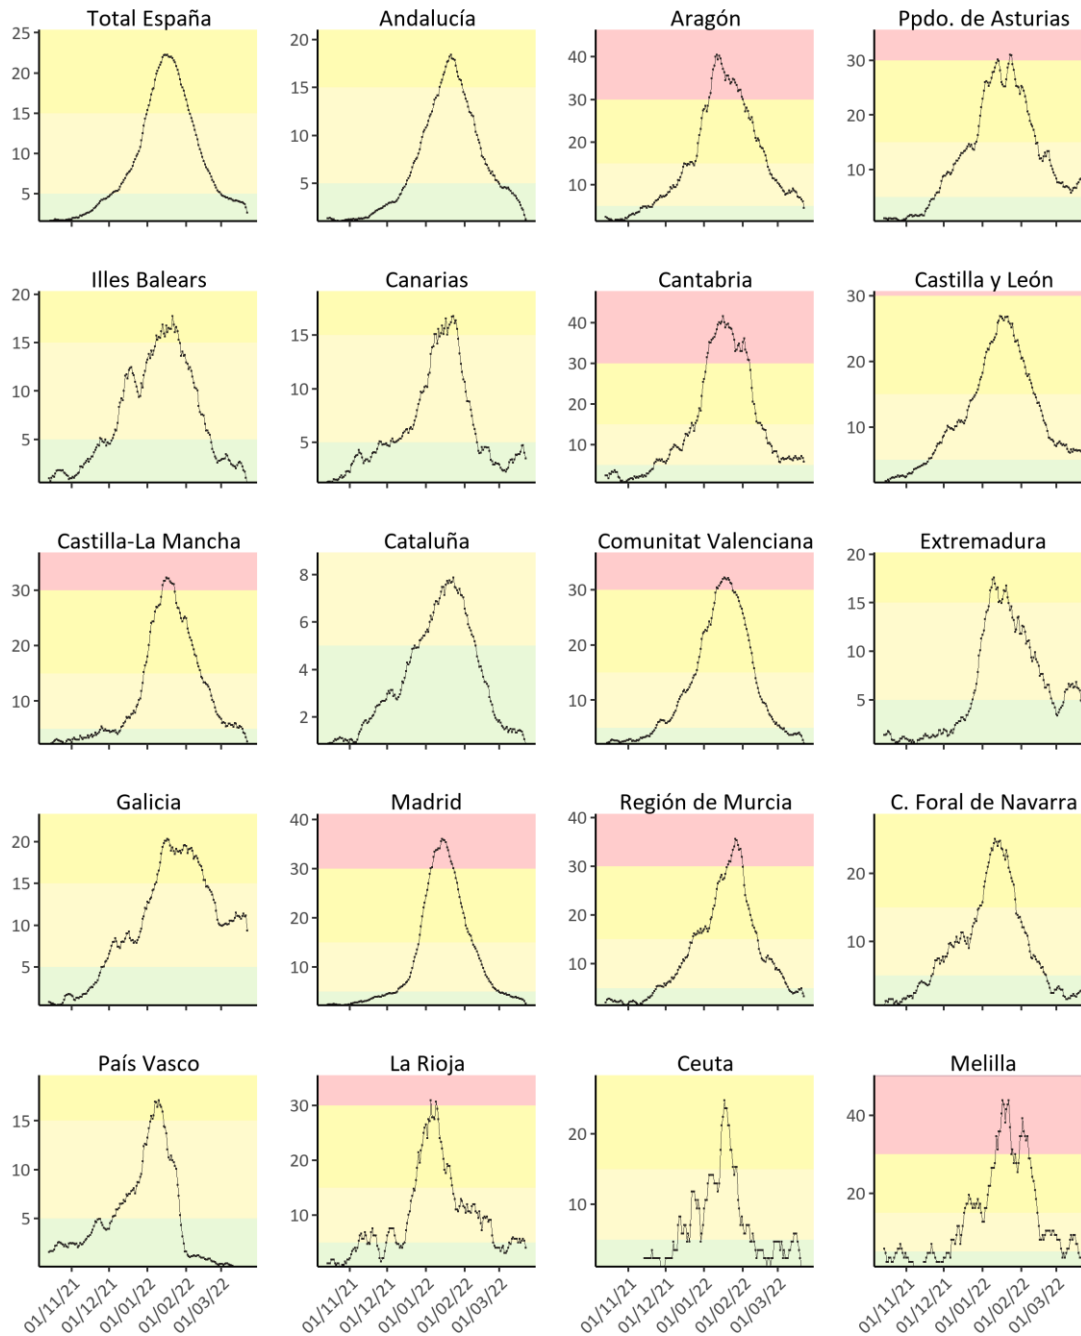 Total España Andalucía Aragón Ppdo. de Asturias
25 20
20 15 40 30
15 10 30 20
10 20
5 5 10 10
Illes Balears Canarias Cantabria Castilla y León
20 15 40 30
15 30 20
10 10 20
5 5 10 10
Castilla-La Mancha Cataluña Comunitat Valenciana Extremadura
30 8 30 20
20 6 20 15
10 4 10 10
2 5
Galicia Madrid Región de Murcia C. Foral de Navarra
20 40 40 20
15 30 30
10 20 20 10
5 10 10
País Vasco La Rioja Ceuta Melilla
15 30 20 40
10 20
5 10 10 20
01/11/21 01/12/21 01/01/22 01/02/22 01/03/22 01/11/21 01/12/21 01/01/22 01/02/22 01/03/22 01/11/21 01/12/21 01/01/22 01/02/22 01/03/22 01/11/21 01/12/21 01/01/22 01/02/22 01/03/22